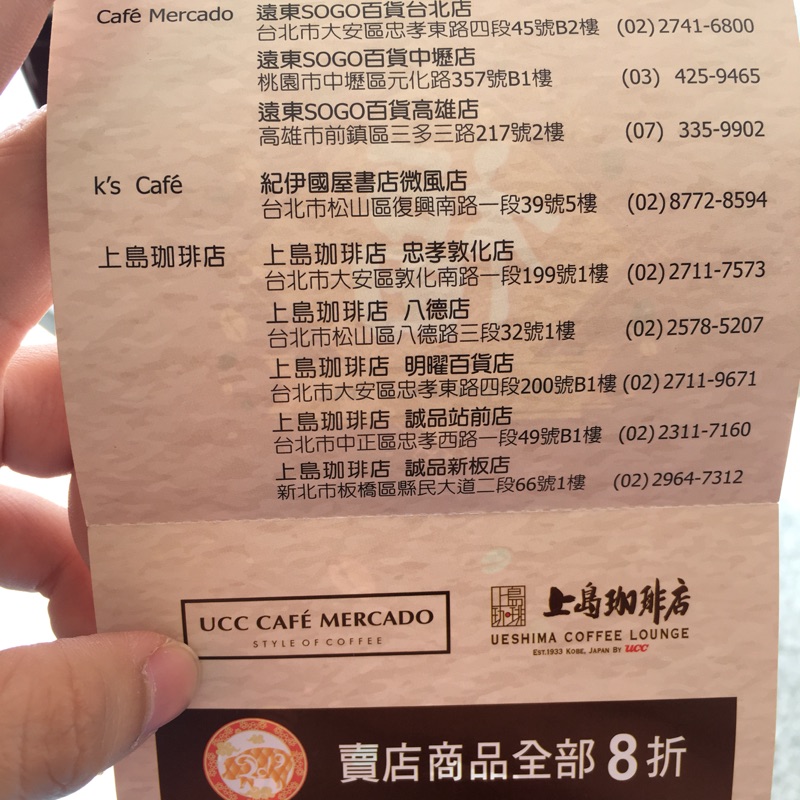 Café Mercado 遠東SOGO百貨台北店
台北市大安區忠孝東路四段45號B2樓 (02)2741-6800
遠東SOGO百貨中壢店
桃園市中壢區元化路357號B1樓 (03) 425-9465
遠東SOGO百貨高雄店
高雄市前鎮區三多三路217號2樓 (07) 335-9902
k's Café 紀伊國屋書店微風店
台北市松山區復興南路一段39號5樓 (02)8772-8594
上島珈琲店 上島珈琲店 忠孝敦化店
台北市大安區敦化南路一段199號1樓 (02)2711-7573
上島珈琲店 八德店
台北市松山區八德路三段32號1樓 (02)2578-5207
上島珈琲店 明曜百貨店
台北市大安區忠孝東路四段200號B1樓 (02)2711-9671
上島珈琲店 誠品站前店
台北市中正區忠孝西路一段49號B1樓 (02)2311-7160
上島珈琲店 誠品新板店
新北市板橋區縣民大道二段66號1樓 (02)2964-7312
UCC CAFÉ MERCADO
STYLE OF COFFEE
上島珈琲 上島珈琲店
UESHIMA COFFEE LOUNGE
EST.1933 KOBE, JAPAN BY UCC
賣店商品全部8折